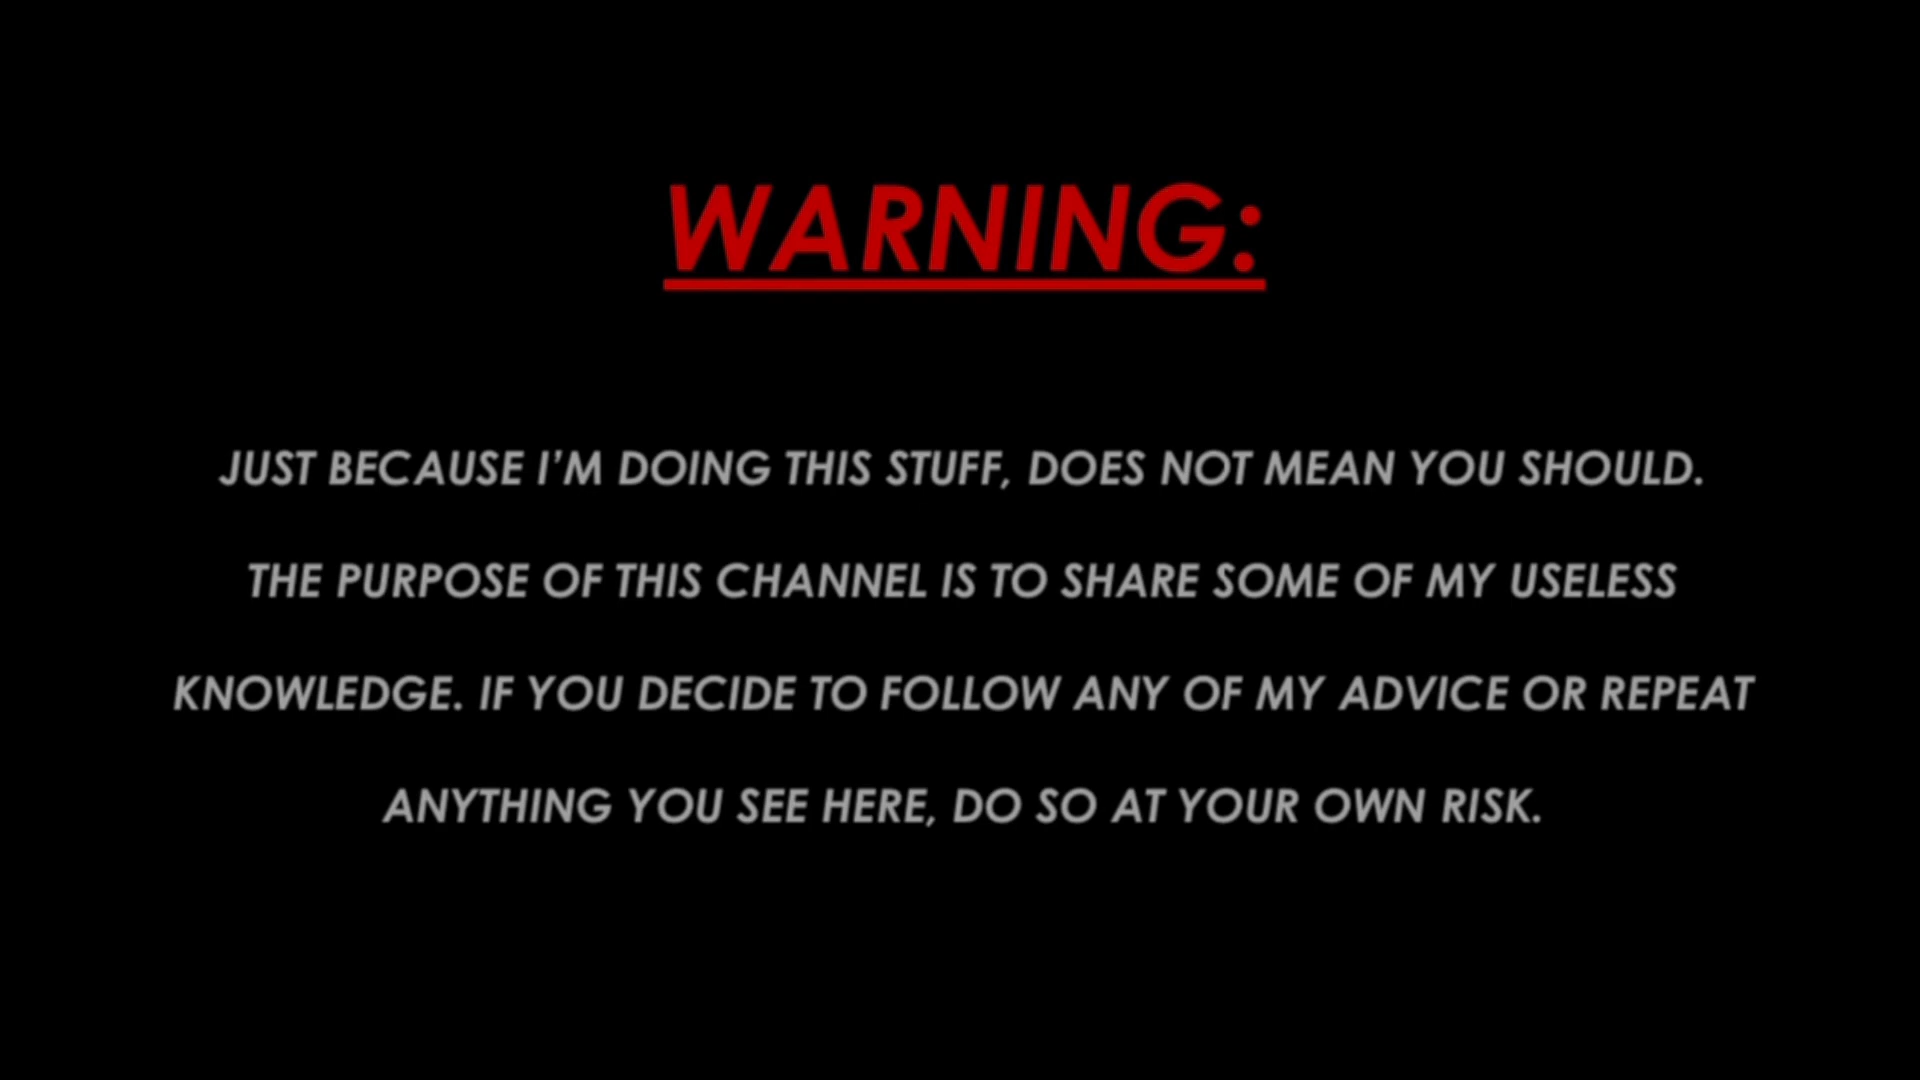 WARNING:
JUST BECAUSE I’M DOING THIS STUFF, DOES NOT MEAN YOU SHOULD.
THE PURPOSE OF THIS CHANNEL IS TO SHARE SOME OF MY USELESS
KNOWLEDGE. IF YOU DECIDE TO FOLLOW ANY OF MY ADVICE OR REPEAT
ANYTHING YOU SEE HERE, DO SO AT YOUR OWN RISK.